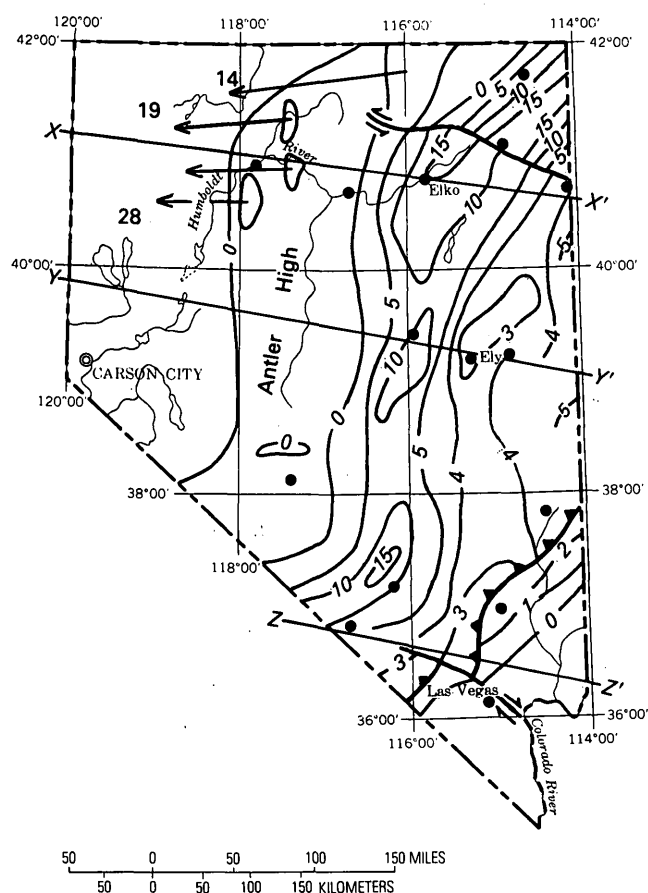 120°00' 118°00' 116°00' 114°00'
42°00' 42°00'
14
0
5
10
15
19
15
10
5
X
River
15
Elko
10
X'
Humboldt
28
0
High
5
40°00' 40°00'
Y
5
4
3
10
Ely
CARSON CITY
Antler
Y'
120°00'
0
5
5
0
4
4
38°00' 38°00'
118°00'
15
10
2
3
1
0
Z
3
Z'
Las Vegas
36°00' 36°00'
116°00' 114°00'
Colorado River
50 0 50 100 150 MILES
50 0 50 100 150 KILOMETERS